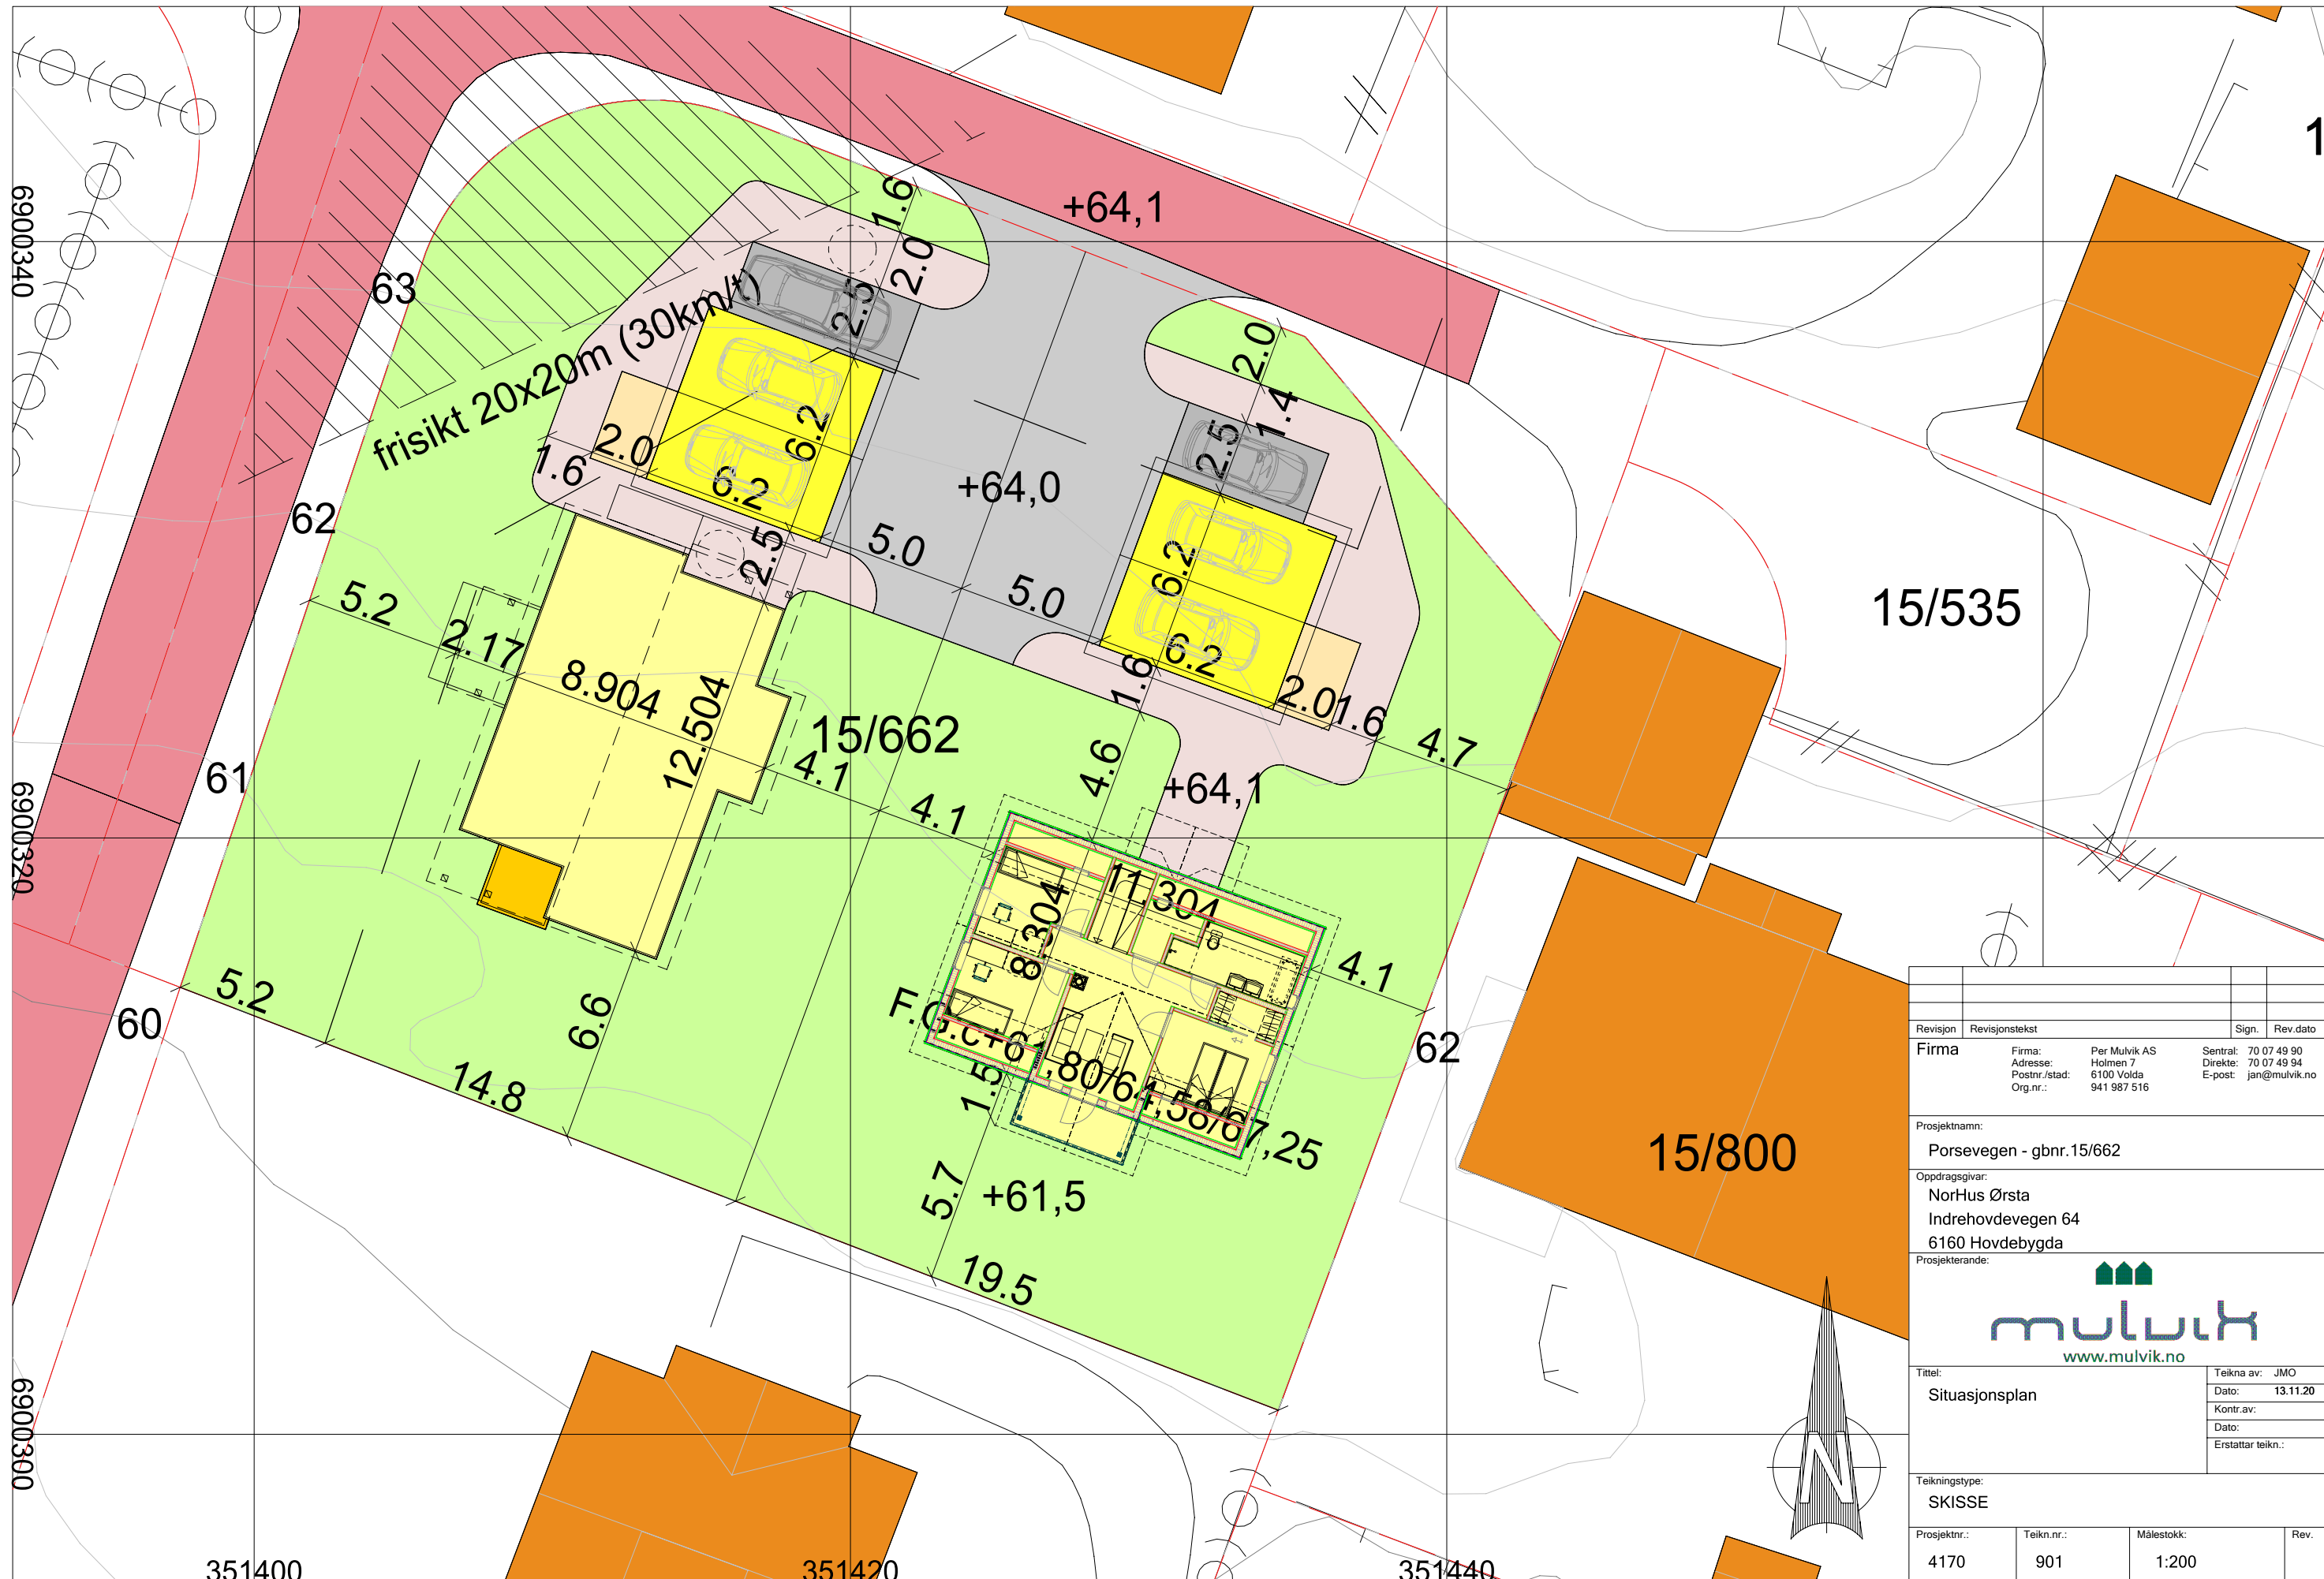 +64,1
6900340
63
1.6
2.0
2.5
frisikt 20x20m (30km/t)
2.0
1.4
2.5
6.2
2.0
1.6
6.2
+64,0
62
2.5
5.0
5.0
6.2
6.2
15/535
5.2
2.17
8.904
12.504
1.6
2.0
1.6
4.7
15/662
61
4.1
4.6
+64,1
4.1
6900320
11.304
8.304
4.1
5.2
60
6.6
F.G.C+61,80/64,58/67,25
62
14.8
1.5
5.7
+61,5
15/800
19.5
6900300
351400
351420
351440
1
Revisjon Revisjonstekst Sign. Rev.dato
Firma
Firma: Per Mulvik AS Sentral: 70 07 49 90
Adresse: Holmen 7 Direkte: 70 07 49 94
Postnr./stad: 6100 Volda E-post: jan@mulvik.no
Org.nr.: 941 987 516
Prosjektnamn:
Porsevegen - gbnr.15/662
Oppdragsgivar:
NorHus Ørsta
Indrehovdevegen 64
6160 Hovdebygda
Prosjekterande:
mulvik
www.mulvik.no
Tittel:
Situasjonsplan
Teikna av: JMO
Dato: 13.11.20
Kontr.av:
Dato:
Erstattar teikn.:
N
Teikningstype:
SKISSE
Prosjektnr.: Teikn.nr.: Målestokk: Rev.
4170 901 1:200